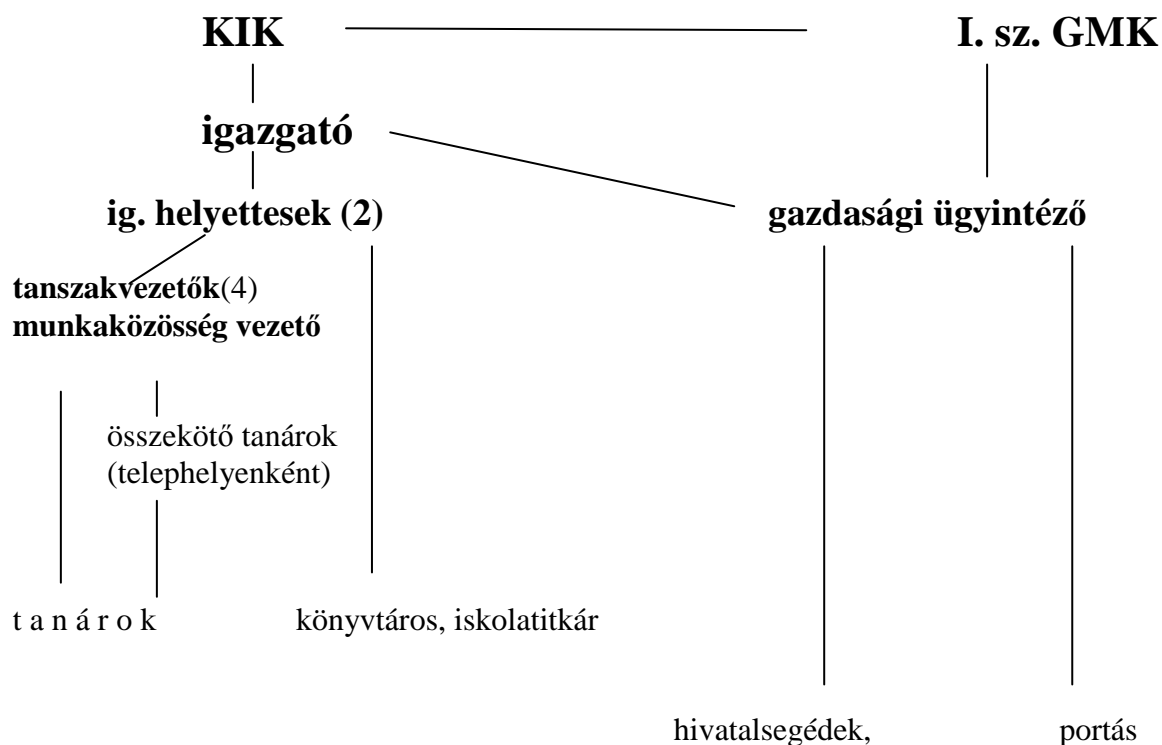 KIK I. sz. GMK
igazgató
ig. helyettesek (2) gazdasági ügyintéző
tanszakvezetők(4)
munkaközösség vezető
összekötő tanárok
(telephelyenként)
t a n á r o k könyvtáros, iskolatitkár
hivatalsegédek, portás